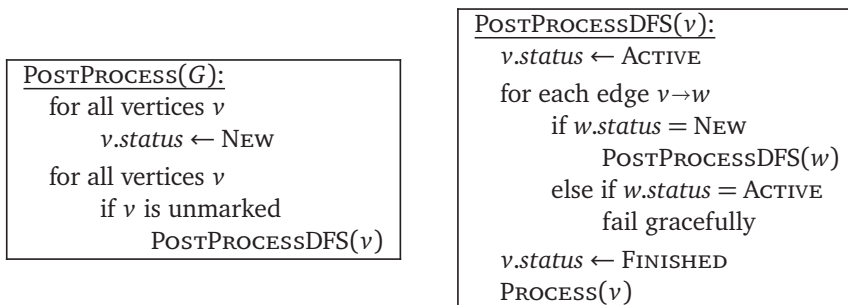 POSTPROCESS(G):
for all vertices v
v.status ← NEW
for all vertices v
if v is unmarked
POSTPROCESSDFS(v)
POSTPROCESSDFS(v):
v.status ← ACTIVE
for each edge v→w
if w.status = NEW
POSTPROCESSDFS(w)
else if w.status = ACTIVE
fail gracefully
v.status ← FINISHED
PROCESS(v)